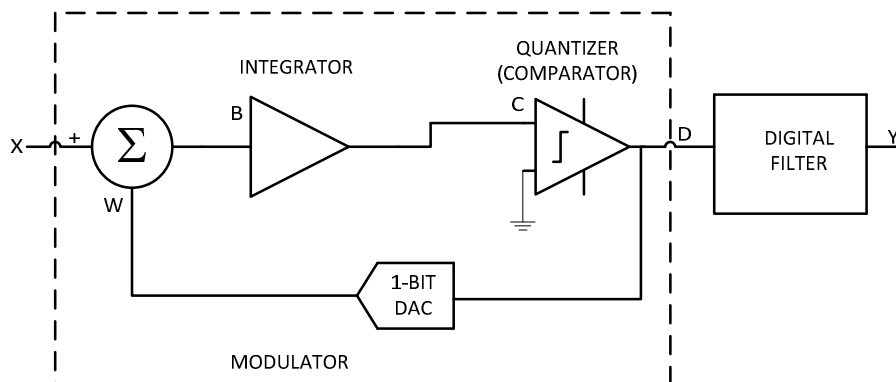 QUANTIZER
(COMPARATOR)
INTEGRATOR
C
B
X
+
Σ
D
DIGITAL
FILTER
Y
W
1-BIT
DAC
MODULATOR